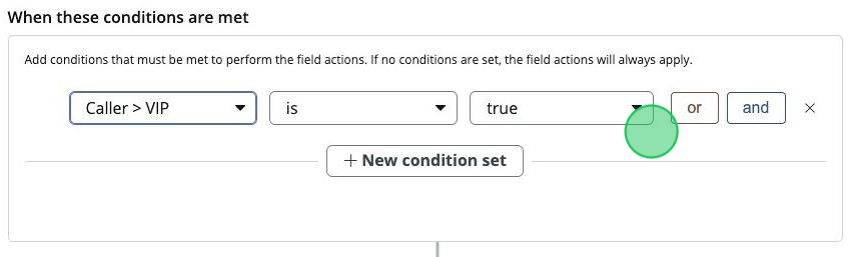 When these conditions are met
Add conditions that must be met to perform the field actions. If no conditions are set, the field actions will always apply.
Caller > VIP is true or and ×
+ New condition set